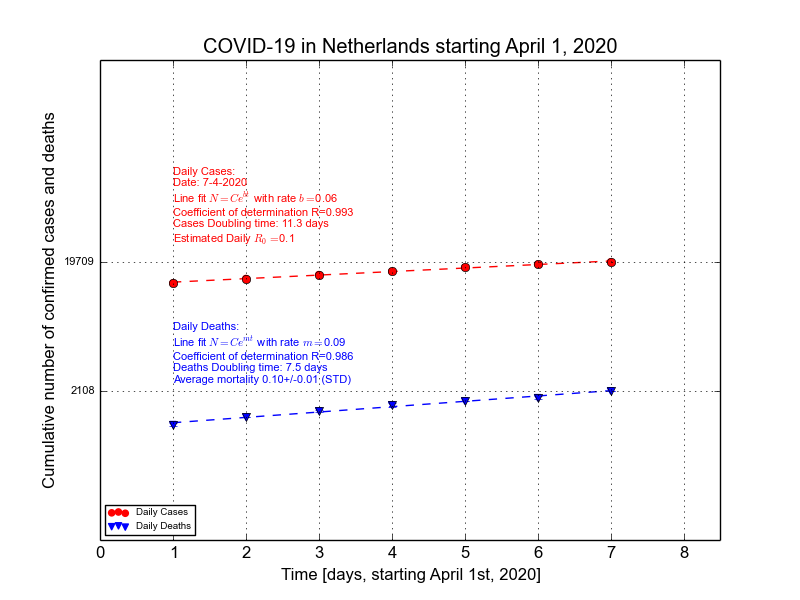 COVID-19 in Netherlands starting April 1, 2020
Cumulative number of confirmed cases and deaths
Daily Cases:
Date: 7-4-2020
Line fit N = Ce^{bt} with rate b =0.06
Coefficient of determination R=0.993
Cases Doubling time: 11.3 days
Estimated Daily R_0 =0.1
19709
Daily Deaths:
Line fit N = Ce^{mt} with rate m =0.09
Coefficient of determination R=0.986
Deaths Doubling time: 7.5 days
Average mortality 0.10+/-0.01 (STD)
2108
Daily Cases
Daily Deaths
0 1 2 3 4 5 6 7 8
Time [days, starting April 1st, 2020]